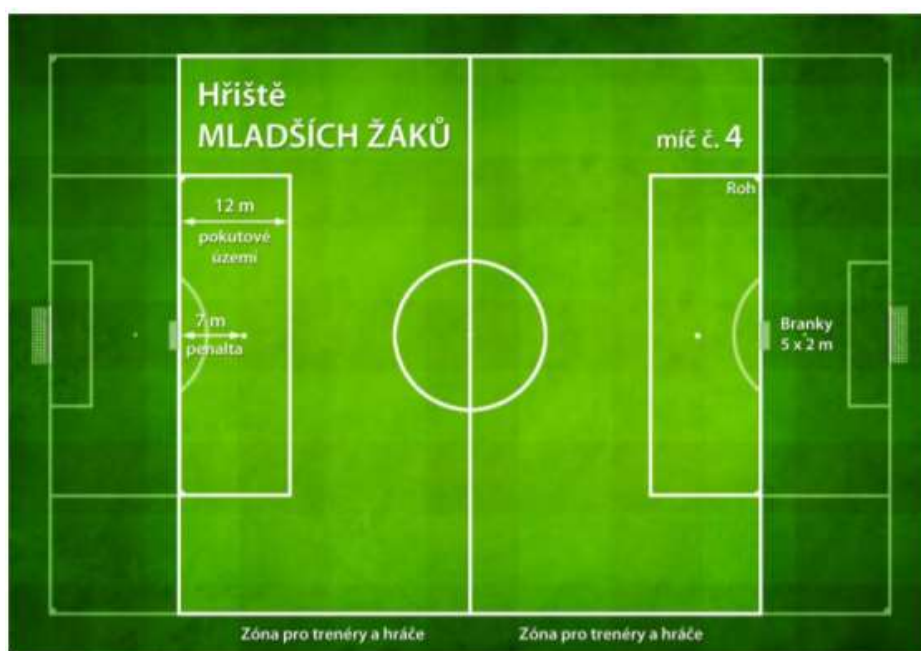 Hřiště
MLADŠÍCH ŽÁKŮ
míč č. 4
Roh
12 m
pokutové
území
7 m
penalta
Branky
5 x 2 m
Zóna pro trenéry a hráče
Zóna pro trenéry a hráče